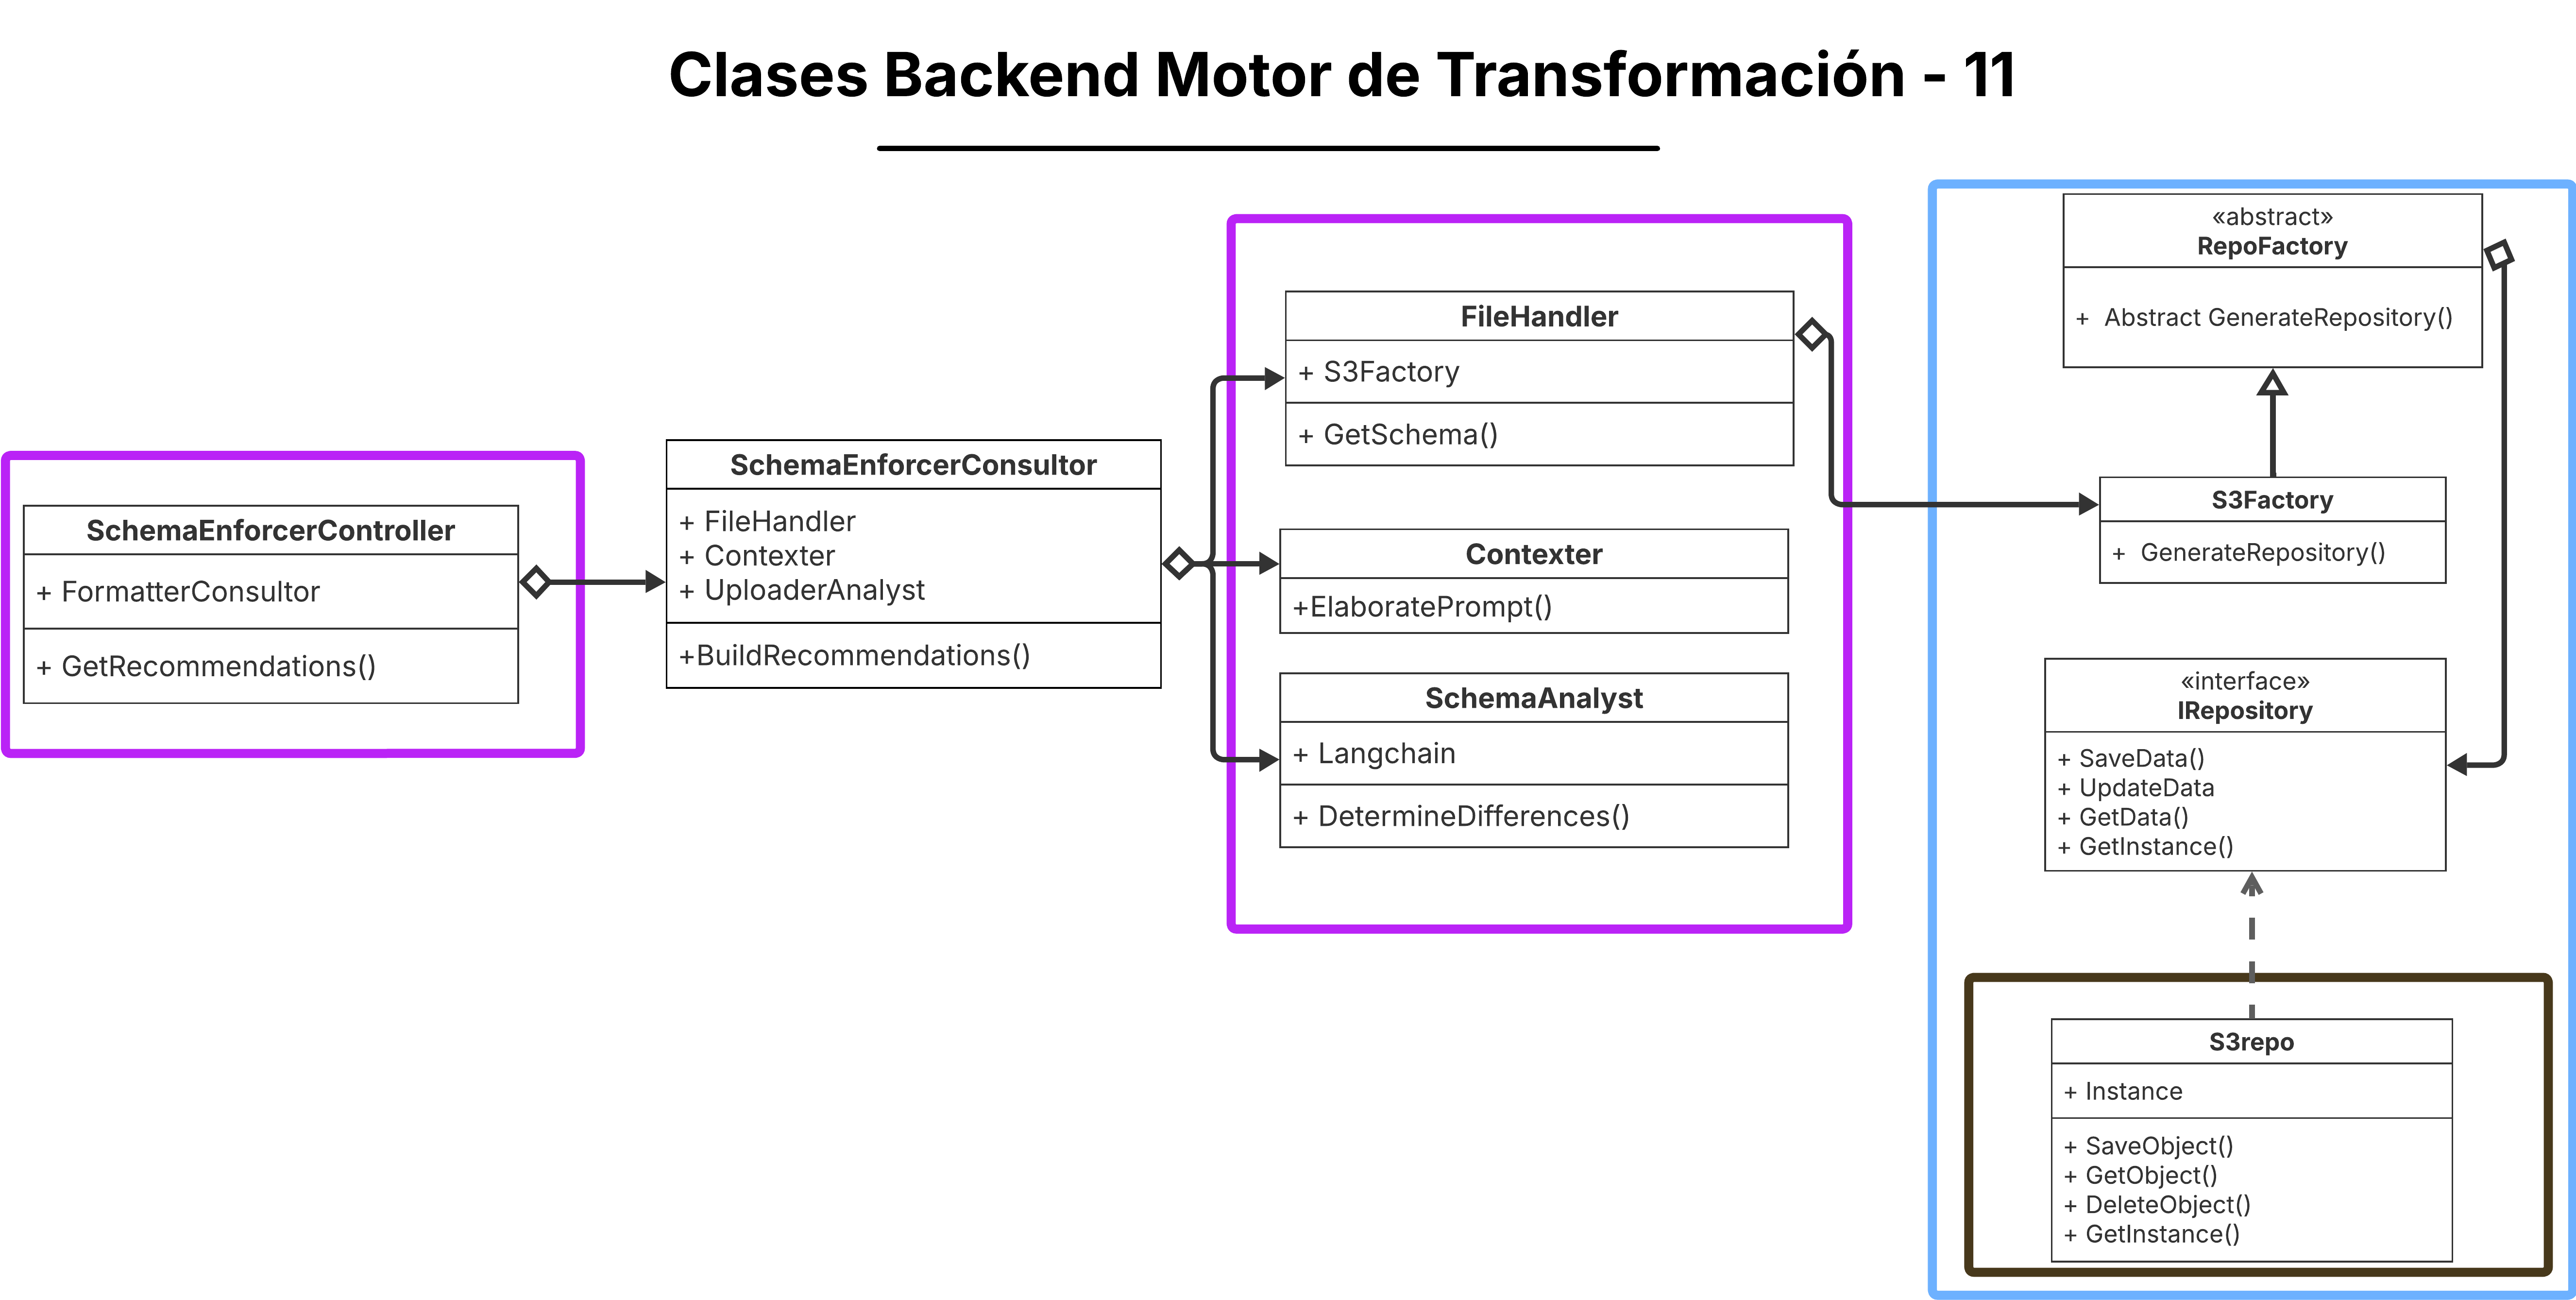 Clases Backend Motor de Transformación - 11
SchemaEnforcerController
+ FormatterConsultor
+ GetRecommendations()
SchemaEnforcerConsultor
+ FileHandler
+ Contexter
+ UploaderAnalyst
+BuildRecommendations()
FileHandler
+ S3Factory
+ GetSchema()
Contexter
+ElaboratePrompt()
SchemaAnalyst
+ Langchain
+ DetermineDifferences()
«abstract»
RepoFactory
+ Abstract GenerateRepository()
S3Factory
+ GenerateRepository()
«interface»
IRepository
+ SaveData()
+ UpdateData
+ GetData()
+ GetInstance()
S3repo
+ Instance
+ SaveObject()
+ GetObject()
+ DeleteObject()
+ GetInstance()